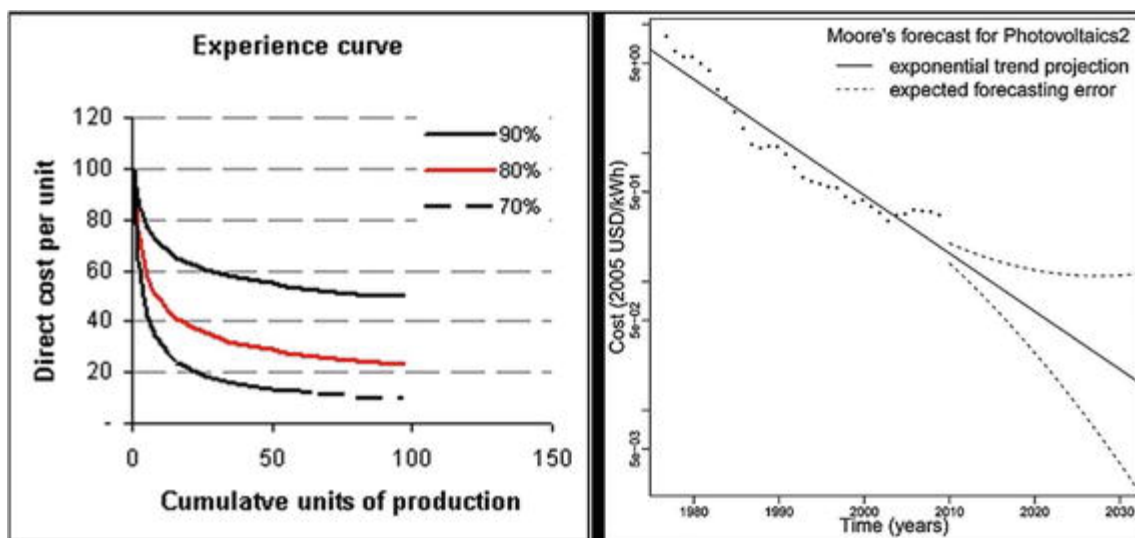 Experience curve
Direct cost per unit
120
100
80
60
40
20
-
0
50
100
150
Cumulatve units of production
90%
80%
70%
Moore's forecast for Photovoltaics2
exponential trend projection
expected forecasting error
Cost (2005 USD/kWh)
5e+00
5e−01
5e−02
5e−03
1980
1990
2000
2010
2020
2030
Time (years)